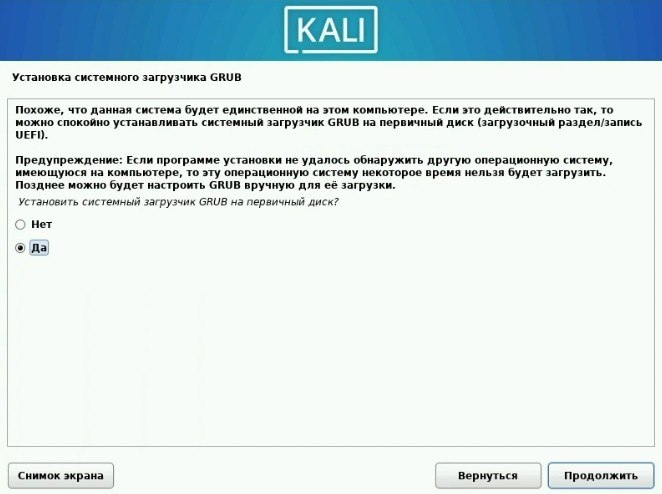 KALI
Установка системного загрузчика GRUB
Похоже, что данная система будет единственной на этом компьютере. Если это действительно так, то
можно спокойно устанавливать системный загрузчик GRUB на первичный диск (загрузочный раздел/запись
UEFI).
Предупреждение: Если программе установки не удалось обнаружить другую операционную систему,
имеющуюся на компьютере, то эту операционную систему некоторое время нельзя будет загрузить.
Позднее можно будет настроить GRUB вручную для её загрузки.
Установить системный загрузчик GRUB на первичный диск?
Нет
Да
Снимок экрана
Вернуться
Продолжить